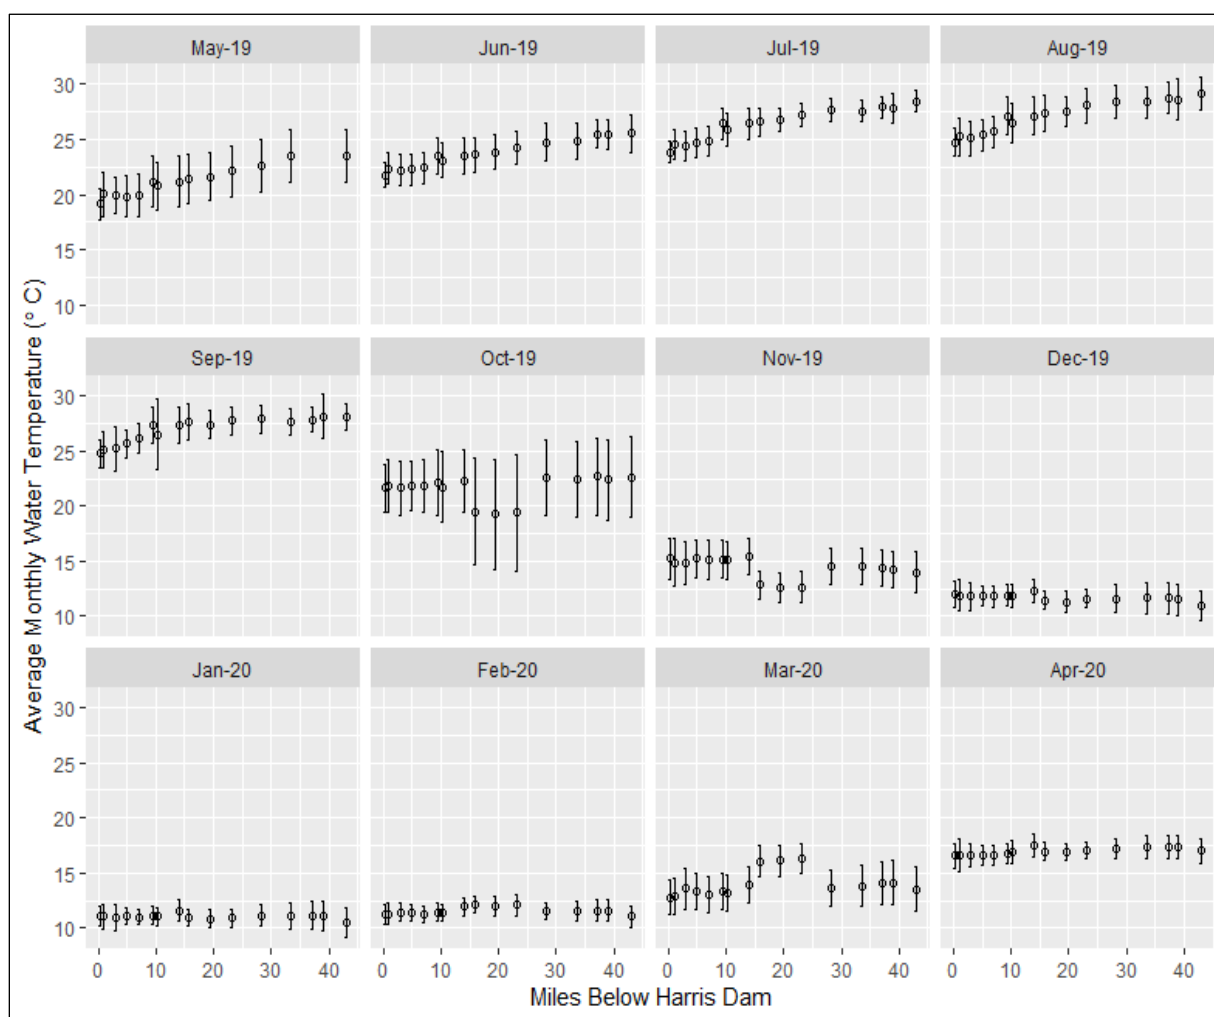 May-19 Jun-19 Jul-19 Aug-19
30
25
20
15
10
Sep-19 Oct-19 Nov-19 Dec-19
30
25
20
15
10
Jan-20 Feb-20 Mar-20 Apr-20
30
25
20
15
10
0 10 20 30 40 0 10 20 30 40 0 10 20 30 40 0 10 20 30 40
Miles Below Harris Dam
Average Monthly Water Temperature (° C)